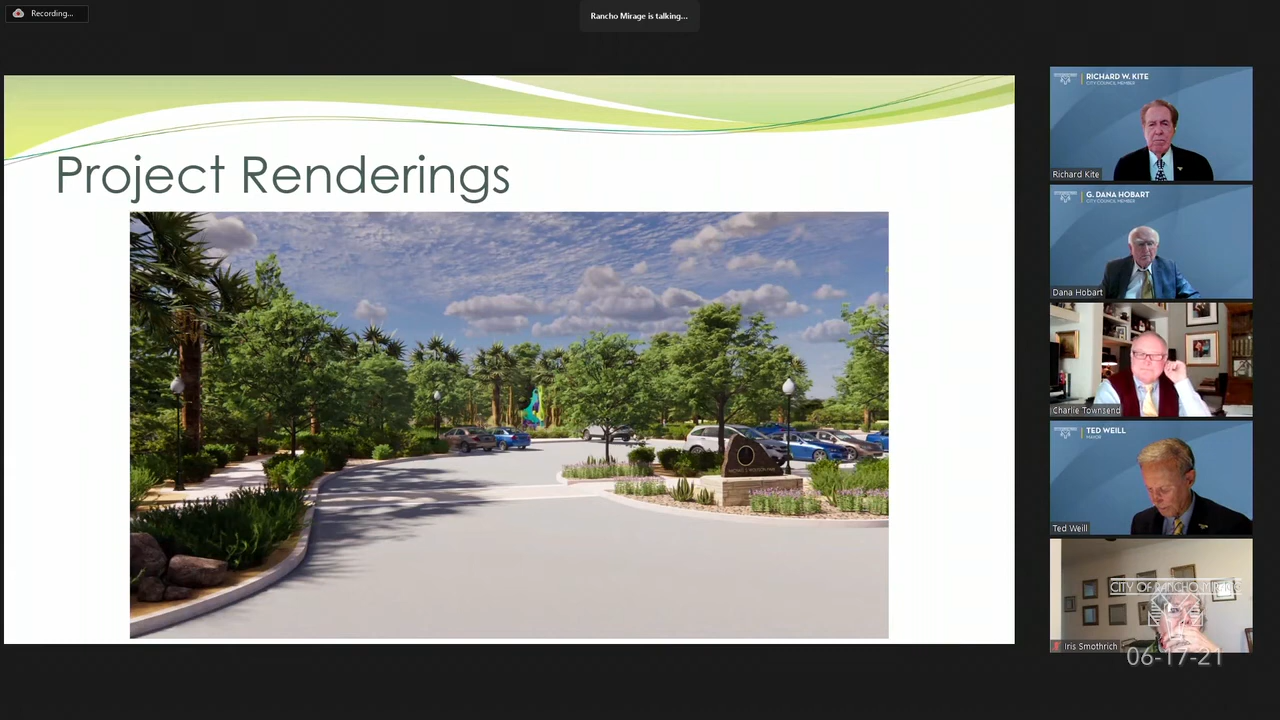 Recording...
Rancho Mirage is talking...
Project Renderings
RICHARD W. KITE
CITY COUNCIL MEMBER
Richard Kite
G. DANA HOBART
CITY COUNCIL MEMBER
Dana Hobart
Charlie Townsend
TED WEILL
MAYOR
Ted Weill
CITY OF RANCHO MIRAGE
Iris Smothrich
06-17-21